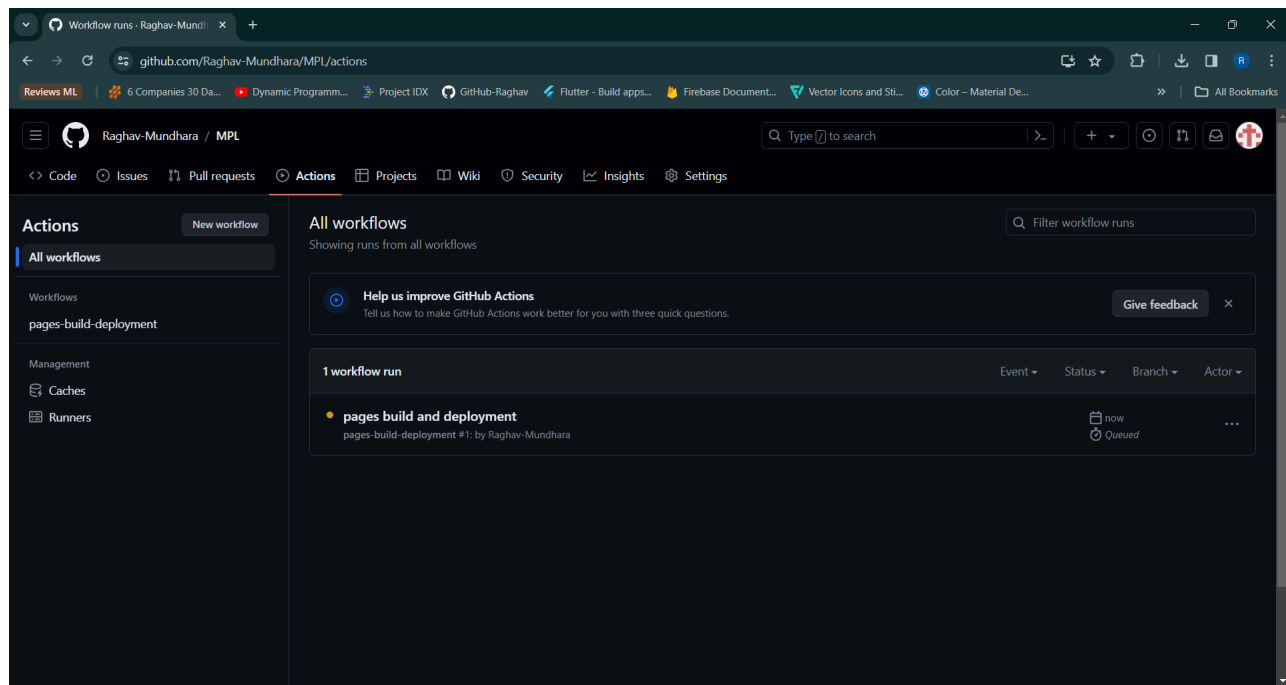 Workflow runs · Raghav-Mundh
github.com/Raghav-Mundhara/MPL/actions
R
Reviews ML 6 Companies 30 Da... Dynamic Programm... Project IDX GitHub-Raghav Flutter - Build apps... Firebase Document... Vector Icons and Sti... Color – Material De... » All Bookmarks
Raghav-Mundhara / MPL Type / to search
Code Issues Pull requests Actions Projects Wiki Security Insights Settings
Actions New workflow
All workflows
Workflows
pages-build-deployment
Management
Caches
Runners
All workflows Filter workflow runs
Showing runs from all workflows
Help us improve GitHub Actions
Tell us how to make GitHub Actions work better for you with three quick questions.
Give feedback
1 workflow run Event Status Branch Actor
pages build and deployment now
pages-build-deployment #1: by Raghav-Mundhara Queued